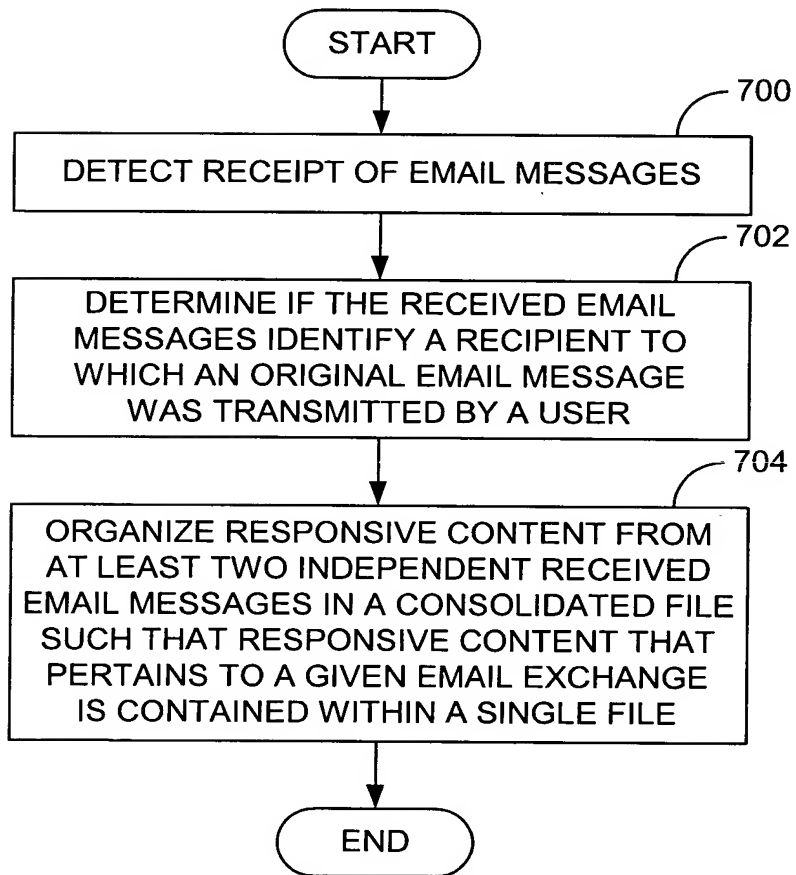 START
700
DETECT RECEIPT OF EMAIL MESSAGES
702
DETERMINE IF THE RECEIVED EMAIL
MESSAGES IDENTIFY A RECIPIENT TO
WHICH AN ORIGINAL EMAIL MESSAGE
WAS TRANSMITTED BY A USER
704
ORGANIZE RESPONSIVE CONTENT FROM
AT LEAST TWO INDEPENDENT RECEIVED
EMAIL MESSAGES IN A CONSOLIDATED FILE
SUCH THAT RESPONSIVE CONTENT THAT
PERTAINS TO A GIVEN EMAIL EXCHANGE
IS CONTAINED WITHIN A SINGLE FILE
END